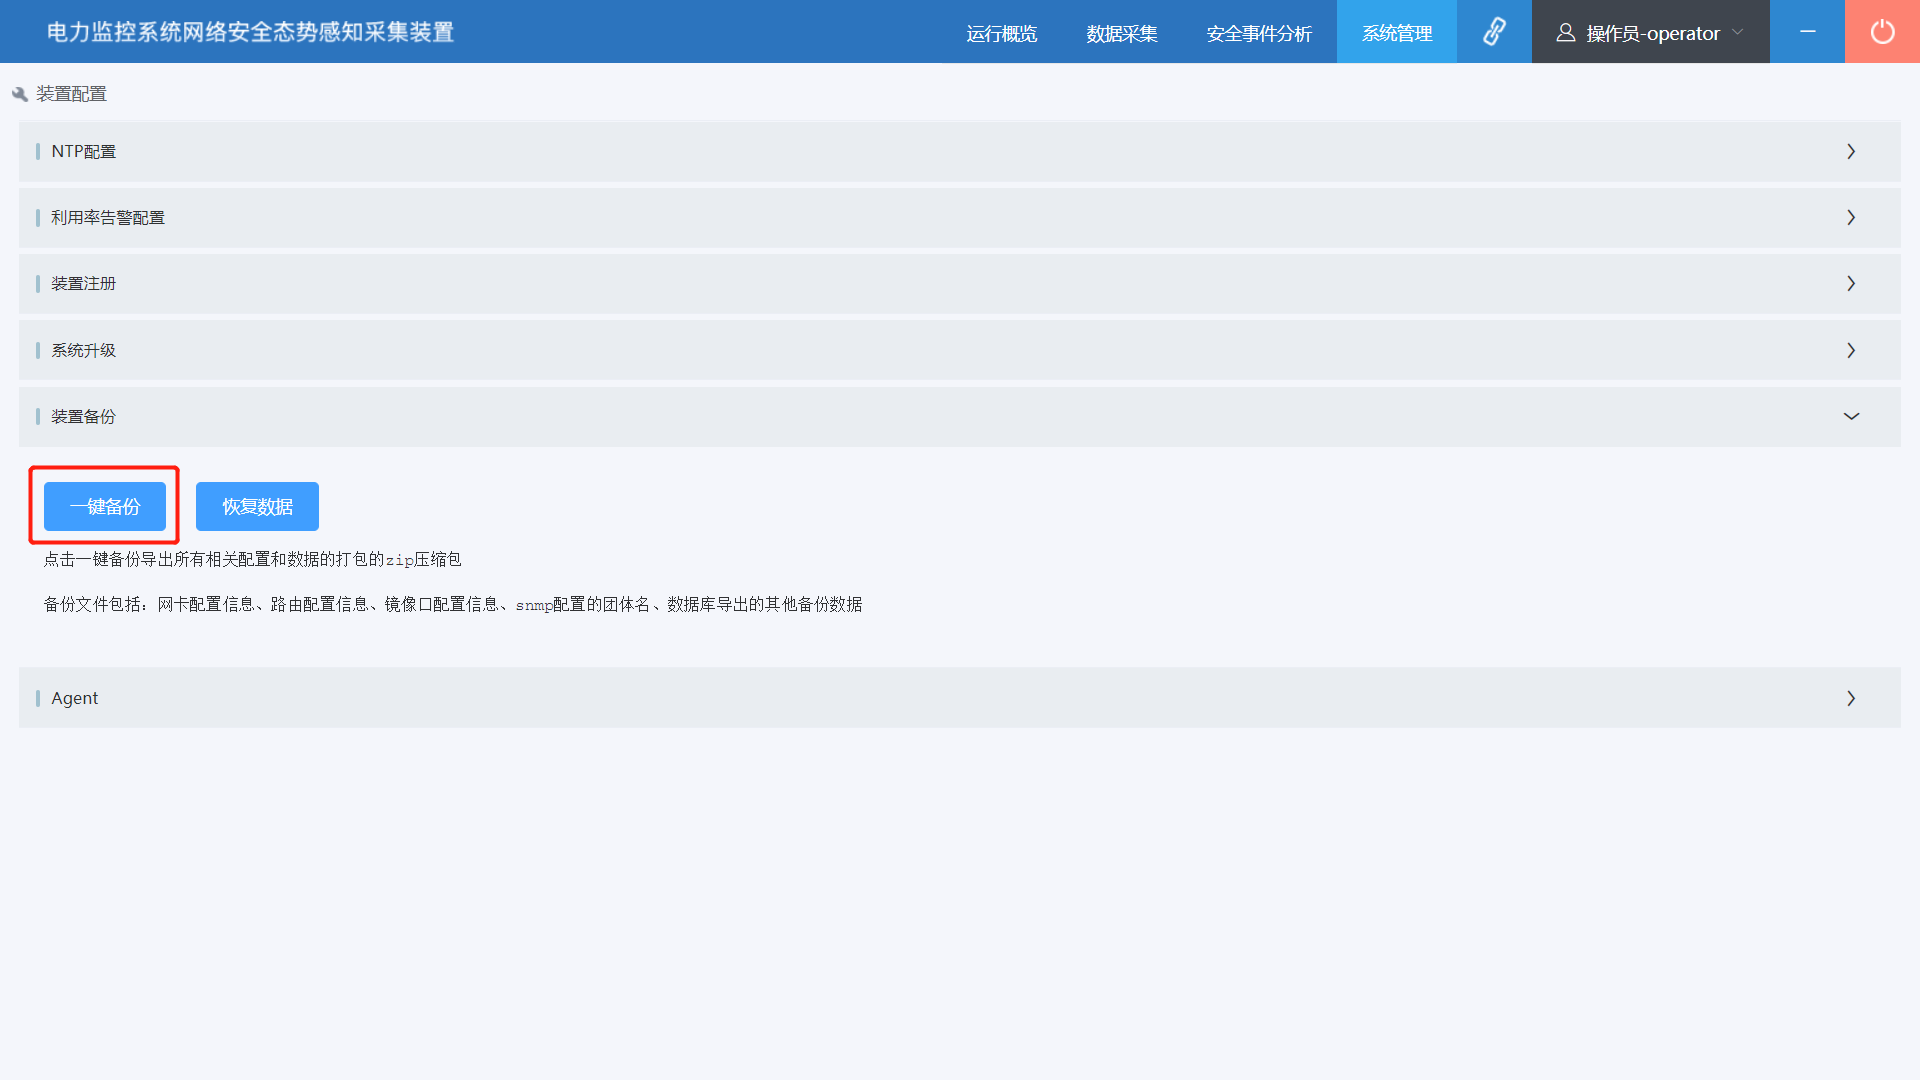 电力监控系统网络安全态势感知采集装置
运行概览
数据采集
安全事件分析
系统管理
操作员-operator
装置配置
NTP配置
利用率告警配置
装置注册
系统升级
装置备份
一键备份
恢复数据
点击一键备份导出所有相关配置和数据的打包的zip压缩包
备份文件包括：网卡配置信息、路由配置信息、镜像口配置信息、snmp配置的团体名、数据库导出的其他备份数据
Agent